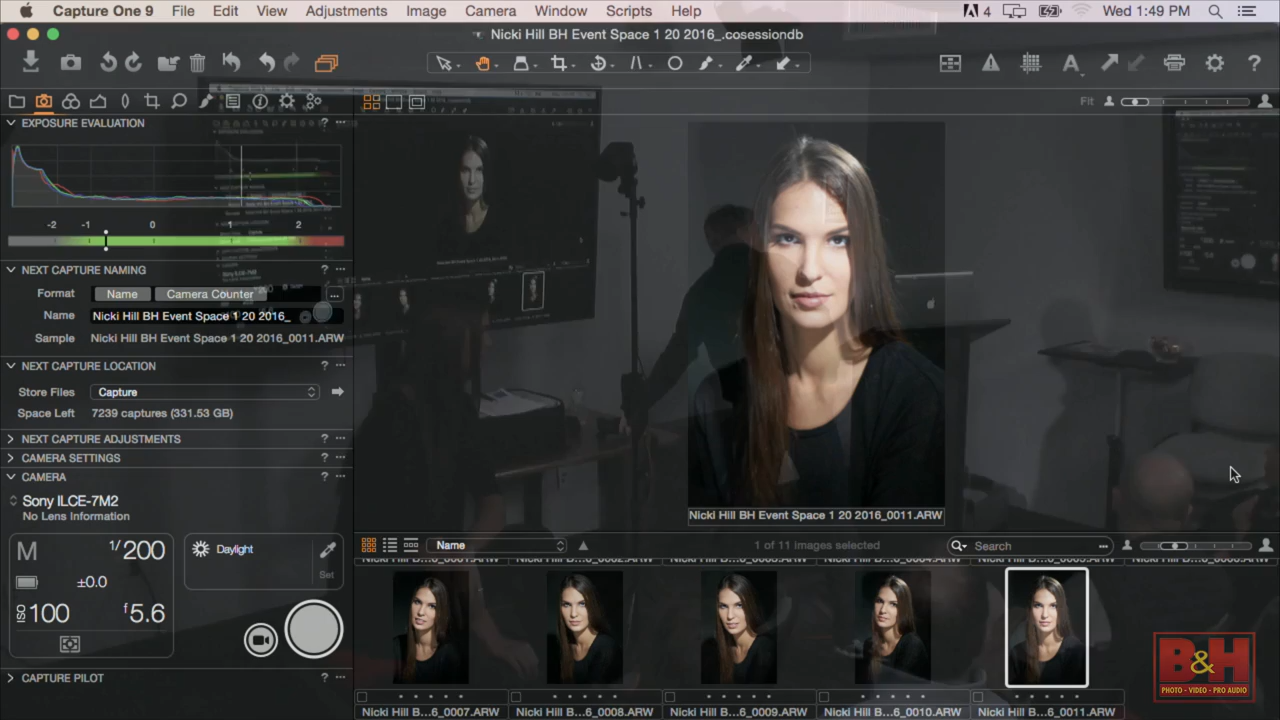 Capture One 9 File Edit View Adjustments Image Camera Window Scripts Help 4 Wed 1:49 PM
Nicki Hill BH Event Space 1 20 2016_.cosessiondb
Fit
EXPOSURE EVALUATION ? ...
-2 -1 0 1 2
NEXT CAPTURE NAMING ? ...
Format Name Camera Counter ...
Name Nicki Hill BH Event Space 1 20 2016_
Sample Nicki Hill BH Event Space 1 20 2016_0011.ARW
NEXT CAPTURE LOCATION ? ...
Store Files Capture
Space Left 7239 captures (331.53 GB)
NEXT CAPTURE ADJUSTMENTS ? ...
CAMERA SETTINGS ? ...
CAMERA ? ...
Sony ILCE-7M2
No Lens Information
M 1/200
±0.0
ISO 100 f 5.6
Daylight
Set
CAPTURE PILOT ? ...
Nicki Hill BH Event Space 1 20 2016_0011.ARW
Name 1 of 11 images selected Search ...
Nicki Hill B...6_0007.ARW Nicki Hill B...6_0008.ARW Nicki Hill B...6_0009.ARW Nicki Hill B...6_0010.ARW Nicki Hill B...6_0011.ARW
B&H
PHOTO - VIDEO - PRO AUDIO